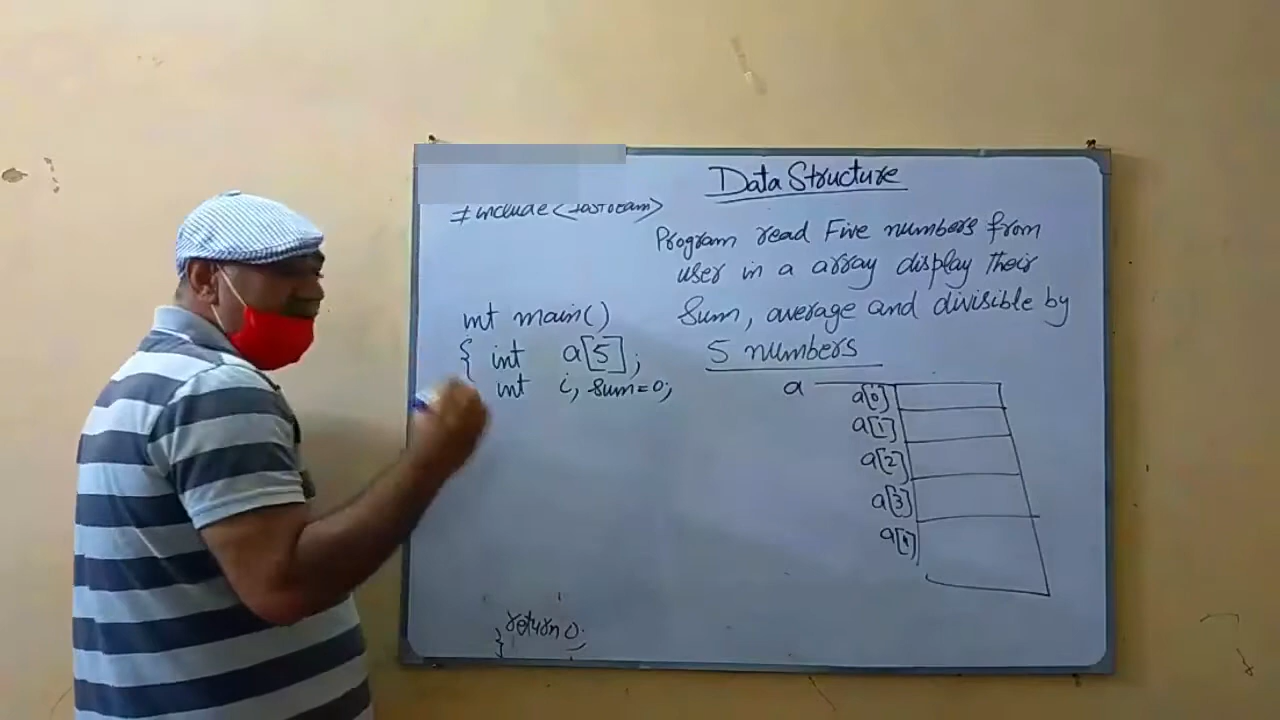 Data Structure
#include<iostream>
Program read Five numbers from
user in a array display their
Sum, average and divisible by
5 numbers
int main()
{ int a[5];
int i, sum=0;
a
a[0]
a[1]
a[2]
a[3]
a[4]
return 0;
}